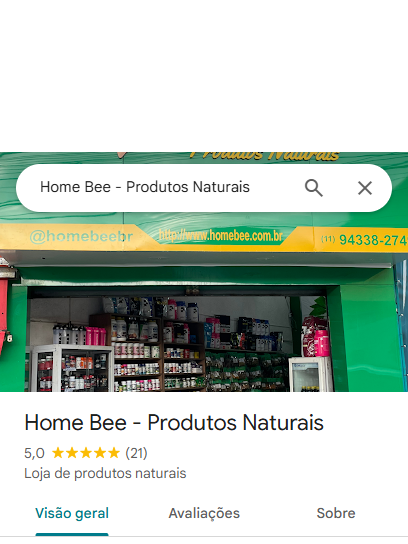 Produtos Naturais
Home Bee - Produtos Naturais
@homebeebr
http://www.homebee.com.br
(11) 94338-274
Home Bee - Produtos Naturais
5,0 (21)
Loja de produtos naturais
Visão geral
Avaliações
Sobre